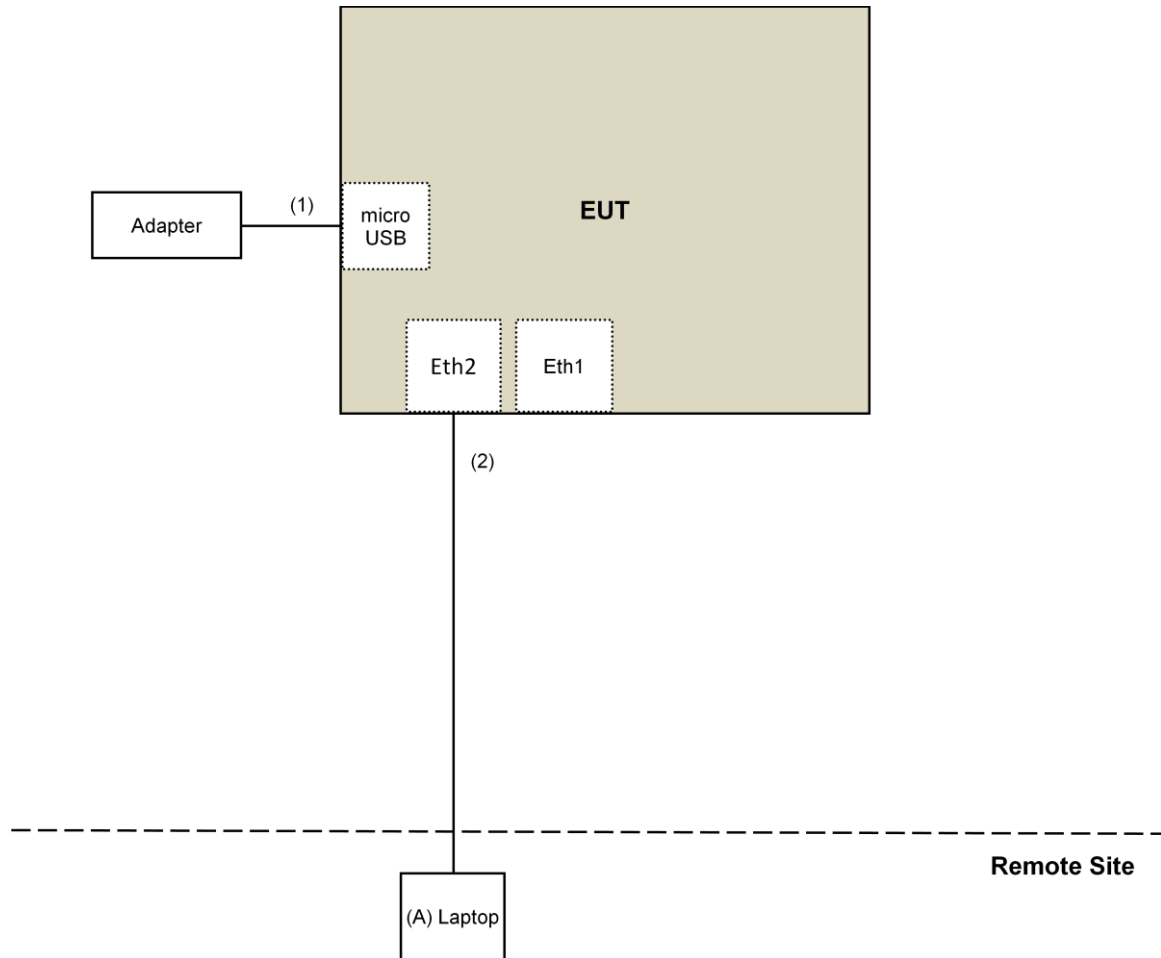 EUT
(1)
micro
USB
Adapter
Eth2
Eth1
(2)
Remote Site
(A) Laptop